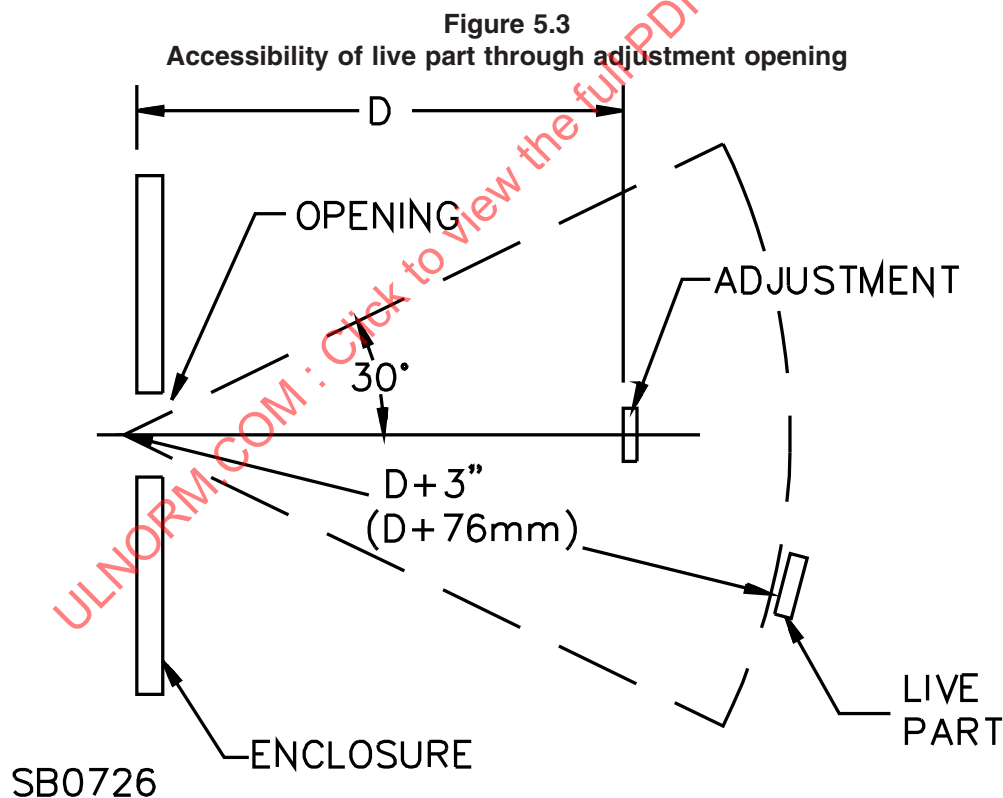 Figure 5.3
Accessibility of live part through adjustment opening
D
OPENING
ADJUSTMENT
30°
D+3"
(D+76mm)
LIVE
PART
ENCLOSURE
SB0726
ULNORM.COM : Click to view the full PDF